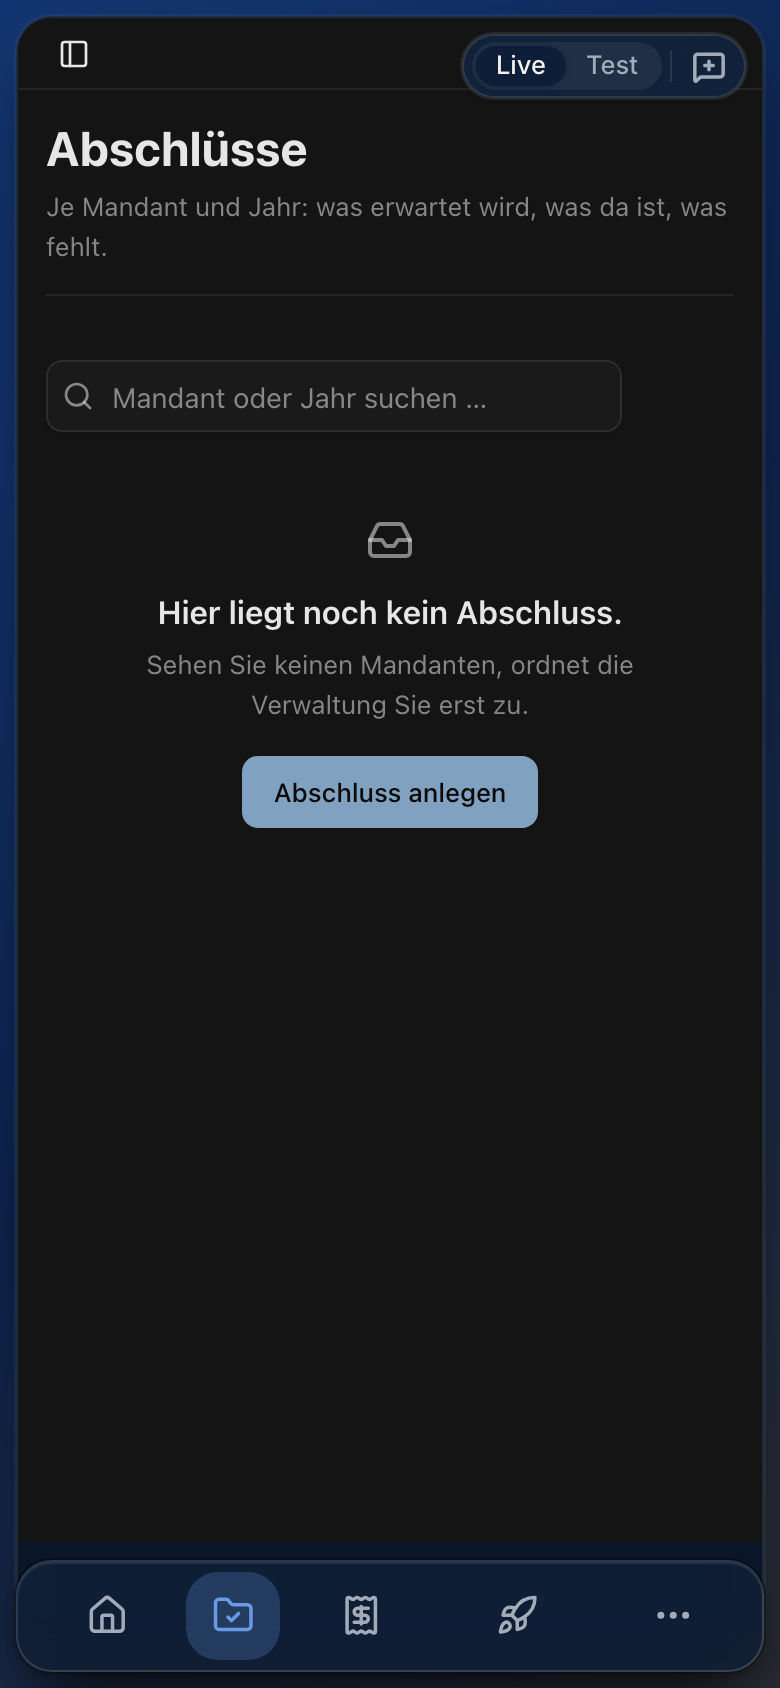 Live Test
Abschlüsse
Je Mandant und Jahr: was erwartet wird, was da ist, was
fehlt.
Mandant oder Jahr suchen ...
Hier liegt noch kein Abschluss.
Sehen Sie keinen Mandanten, ordnet die
Verwaltung Sie erst zu.
Abschluss anlegen